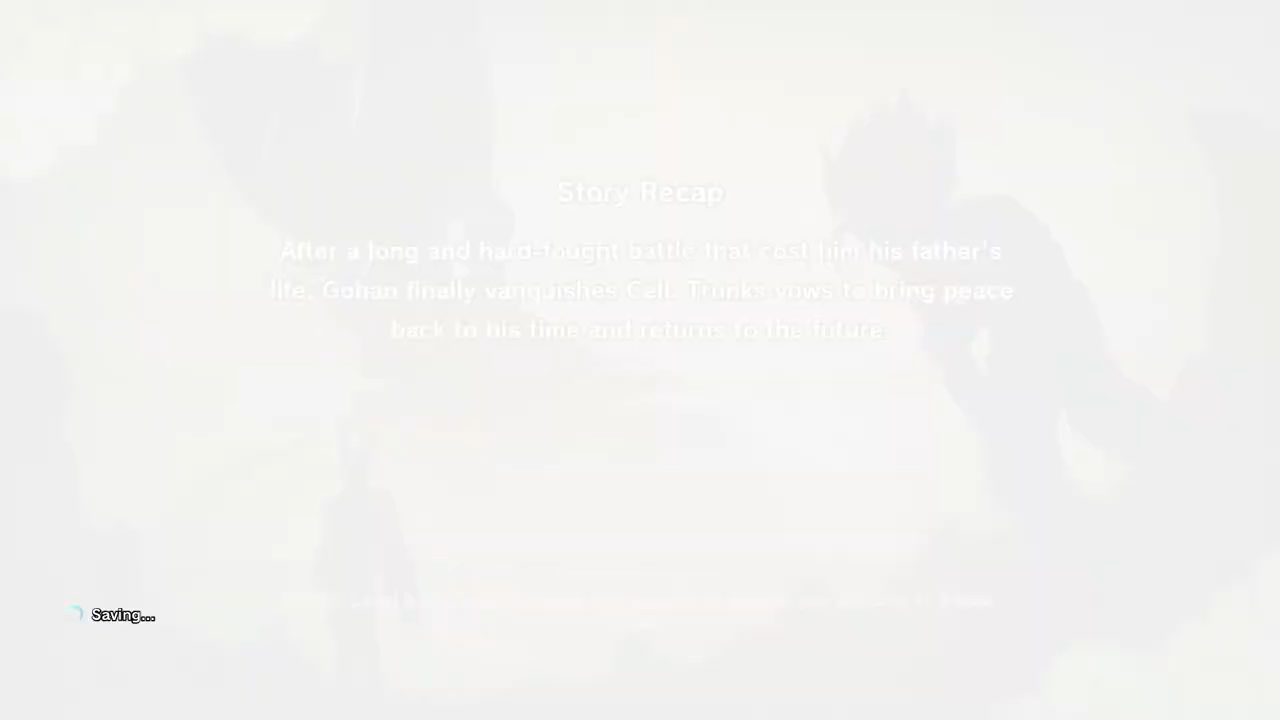 Story Recap
After a long and hard-fought battle that cost him his father's
life, Gohan finally vanquishes Cell. Trunks vows to bring peace
back to his time and returns to the future.
Saving...